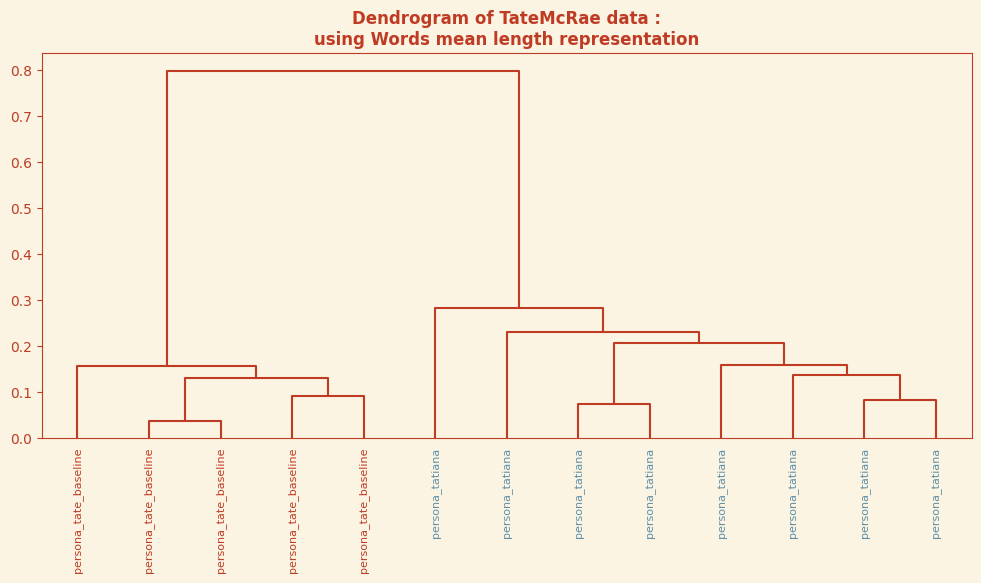 Dendrogram of TateMcRae data :
using Words mean length representation
0.8
0.7
0.6
0.5
0.4
0.3
0.2
0.1
0.0
persona_tate_baseline
persona_tate_baseline
persona_tate_baseline
persona_tate_baseline
persona_tate_baseline
persona_tatiana
persona_tatiana
persona_tatiana
persona_tatiana
persona_tatiana
persona_tatiana
persona_tatiana
persona_tatiana